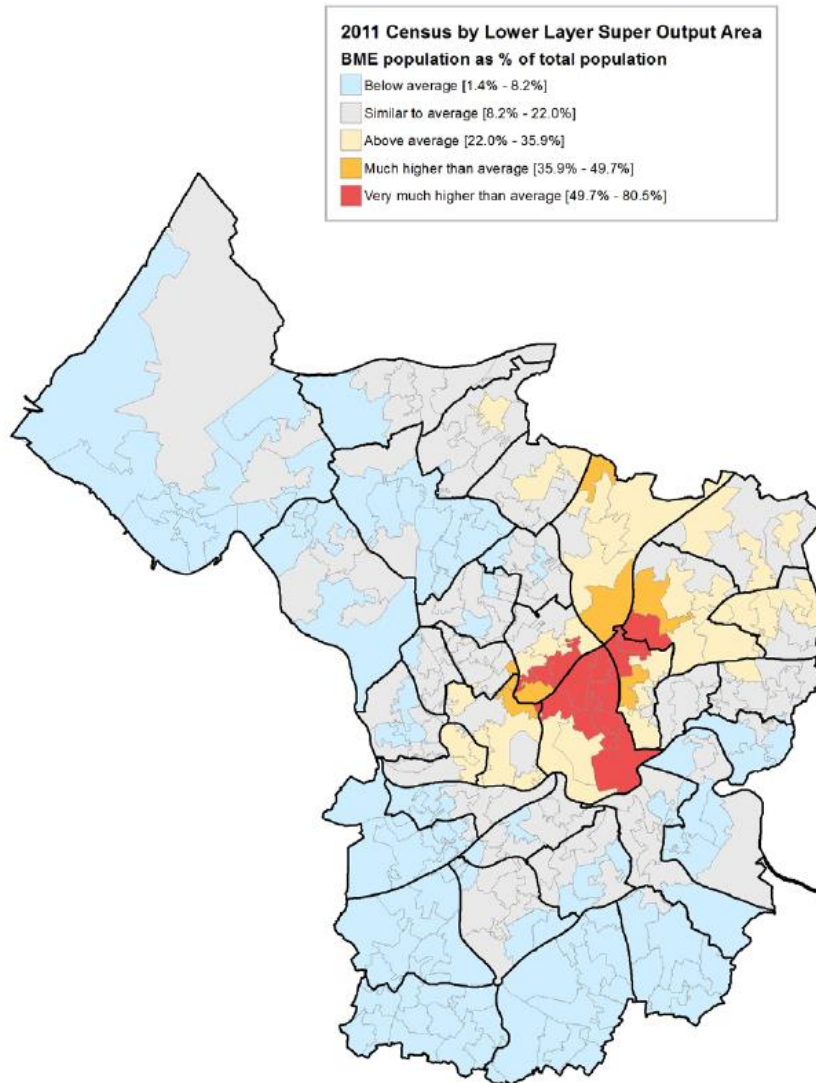 2011 Census by Lower Layer Super Output Area
BME population as % of total population
Below average [1.4% - 8.2%]
Similar to average [8.2% - 22.0%]
Above average [22.0% - 35.9%]
Much higher than average [35.9% - 49.7%]
Very much higher than average [49.7% - 80.5%]